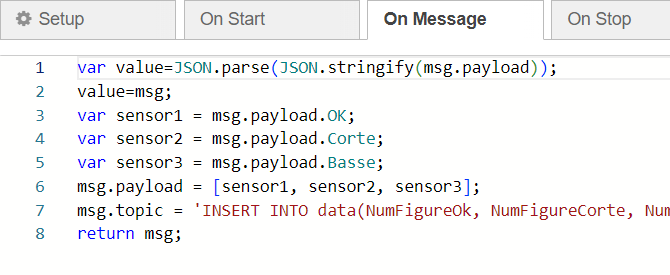 Setup On Start On Message On Stop
1 var value=JSON.parse(JSON.stringify(msg.payload));
2 value=msg;
3 var sensor1 = msg.payload.OK;
4 var sensor2 = msg.payload.Corte;
5 var sensor3 = msg.payload.Basse;
6 msg.payload = [sensor1, sensor2, sensor3];
7 msg.topic = 'INSERT INTO data(NumFigureOk, NumFigureCorte, Num
8 return msg;